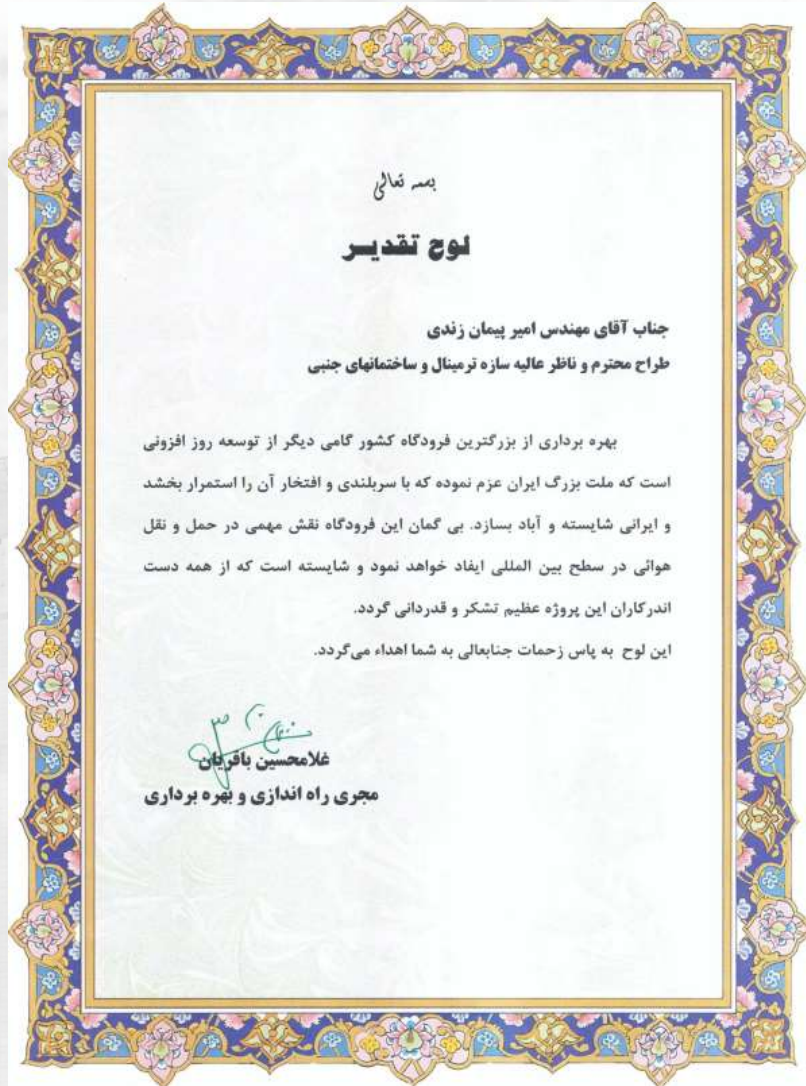 بسمه تعالی
لوح تقدیر
جناب آقای مهندس امیر پیمان زندی
طراح محترم و ناظر عالیه سازه ترمینال و ساختمانهای جنبی
بهره برداری از بزرگترین فرودگاه کشور گامی دیگر از توسعه روز افزونی
است که ملت بزرگ ایران عزم نموده که با سربلندی و افتخار آن را استمرار بخشد
و ایرانی شایسته و آباد بسازد. بی گمان این فرودگاه نقش مهمی در حمل و نقل
هوائی در سطح بین المللی ایفاد خواهد نمود و شایسته است که از همه دست
اندرکاران این پروژه عظیم تشکر و قدردانی گردد.
این لوح به پاس زحمات جنابعالی به شما اهداء می‌گردد.
غلامحسین باقریان
مجری راه اندازی و بهره برداری